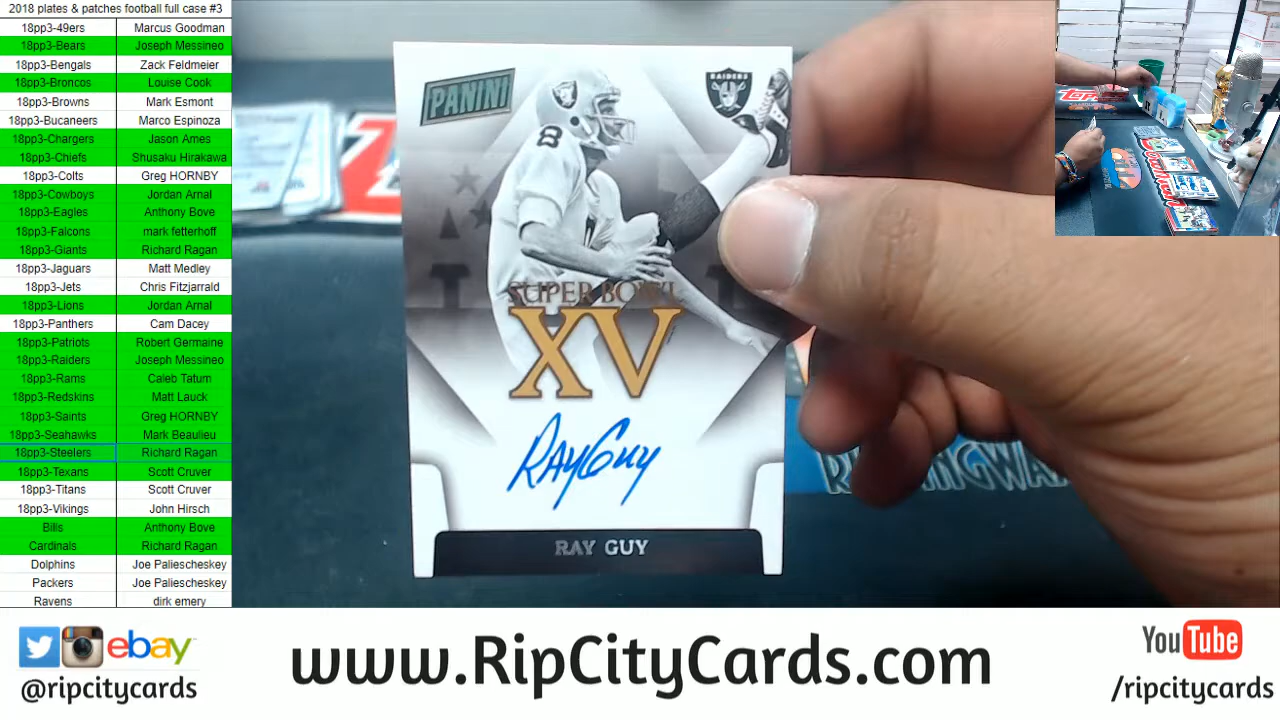 2018 plates & patches football full case #3
18pp3-49ers Marcus Goodman
18pp3-Bears Joseph Messineo
18pp3-Bengals Zack Feldmeier
18pp3-Broncos Louise Cook
18pp3-Browns Mark Esmont
18pp3-Bucaneers Marco Espinoza
18pp3-Chargers Jason Ames
18pp3-Chiefs Shusaku Hirakawa
18pp3-Colts Greg HORNBY
18pp3-Cowboys Jordan Arnal
18pp3-Eagles Anthony Bove
18pp3-Falcons mark fetterhoff
18pp3-Giants Richard Ragan
18pp3-Jaguars Matt Medley
18pp3-Jets Chris Fitzjarrald
18pp3-Lions Jordan Arnal
18pp3-Panthers Cam Dacey
18pp3-Patriots Robert Germaine
18pp3-Raiders Joseph Messineo
18pp3-Rams Caleb Tatum
18pp3-Redskins Matt Lauck
18pp3-Saints Greg HORNBY
18pp3-Seahawks Mark Beaulieu
18pp3-Steelers Richard Ragan
18pp3-Texans Scott Cruver
18pp3-Titans Scott Cruver
18pp3-Vikings John Hirsch
Bills Anthony Bove
Cardinals Richard Ragan
Dolphins Joe Paliescheskey
Packers Joe Paliescheskey
Ravens dirk emery
PANINI
RAIDERS
8
SUPER BOWL
XV
RAY GUY
RAY GUY
Topps
ebay
@ripcitycards
www.RipCityCards.com
YouTube
/ripcitycards